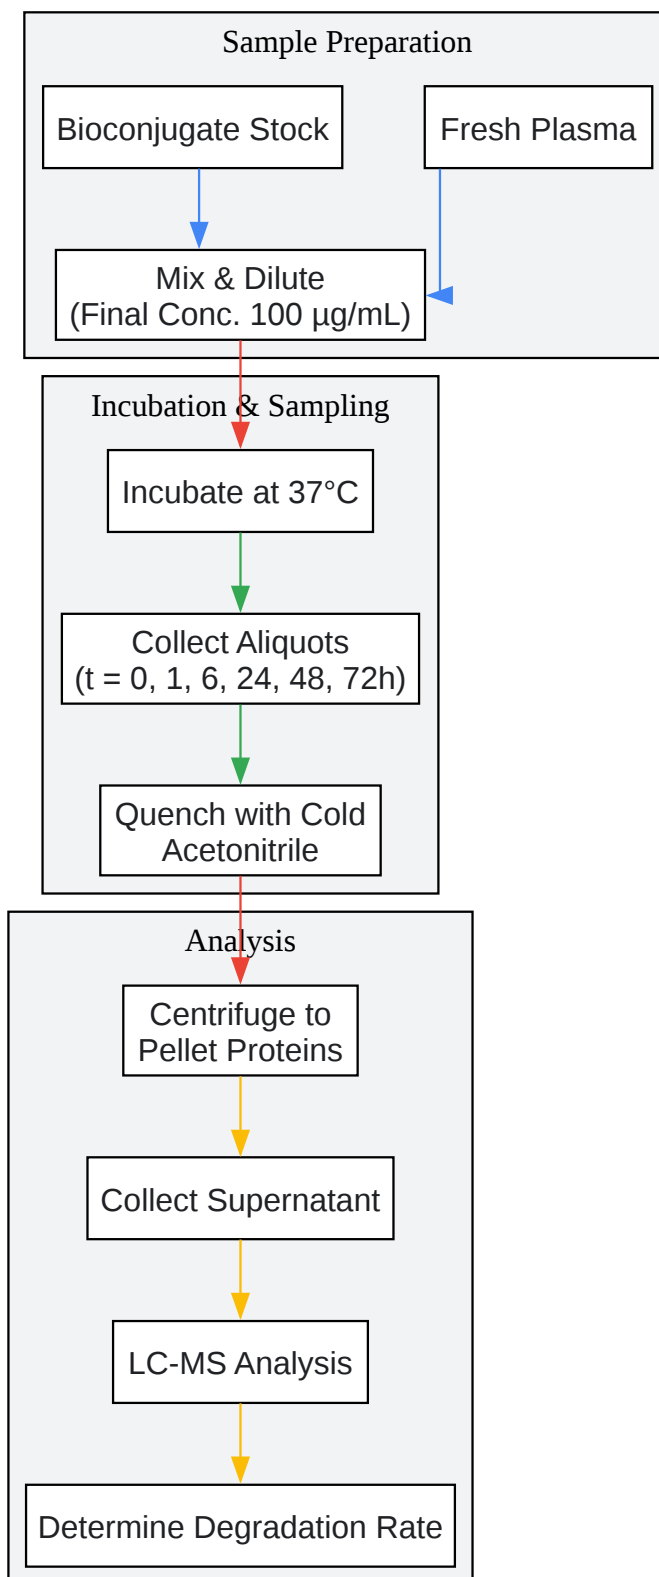 Sample Preparation
Bioconjugate Stock
Fresh Plasma
Mix & Dilute
(Final Conc. 100 µg/mL)
Incubation & Sampling
Incubate at 37°C
Collect Aliquots
(t = 0, 1, 6, 24, 48, 72h)
Quench with Cold
Acetonitrile
Analysis
Centrifuge to
Pellet Proteins
Collect Supernatant
LC-MS Analysis
Determine Degradation Rate